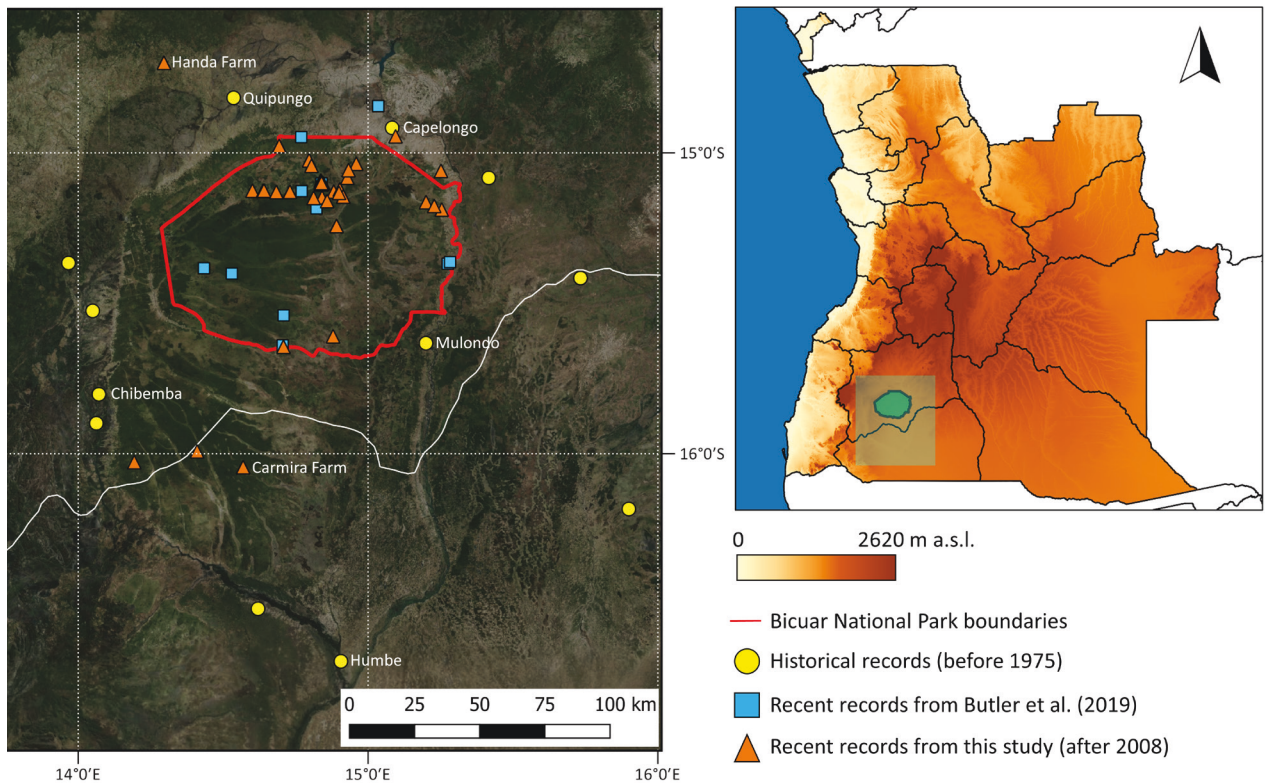 Handa Farm
Quipungo
Capelongo
15°0′S
Mulondo
Chibemba
16°0′S
Carmira Farm
Humbe
0 25 50 75 100 km
14°0′E 15°0′E 16°0′E
0 2620 m a.s.l.
Bicuar National Park boundaries
Historical records (before 1975)
Recent records from Butler et al. (2019)
Recent records from this study (after 2008)